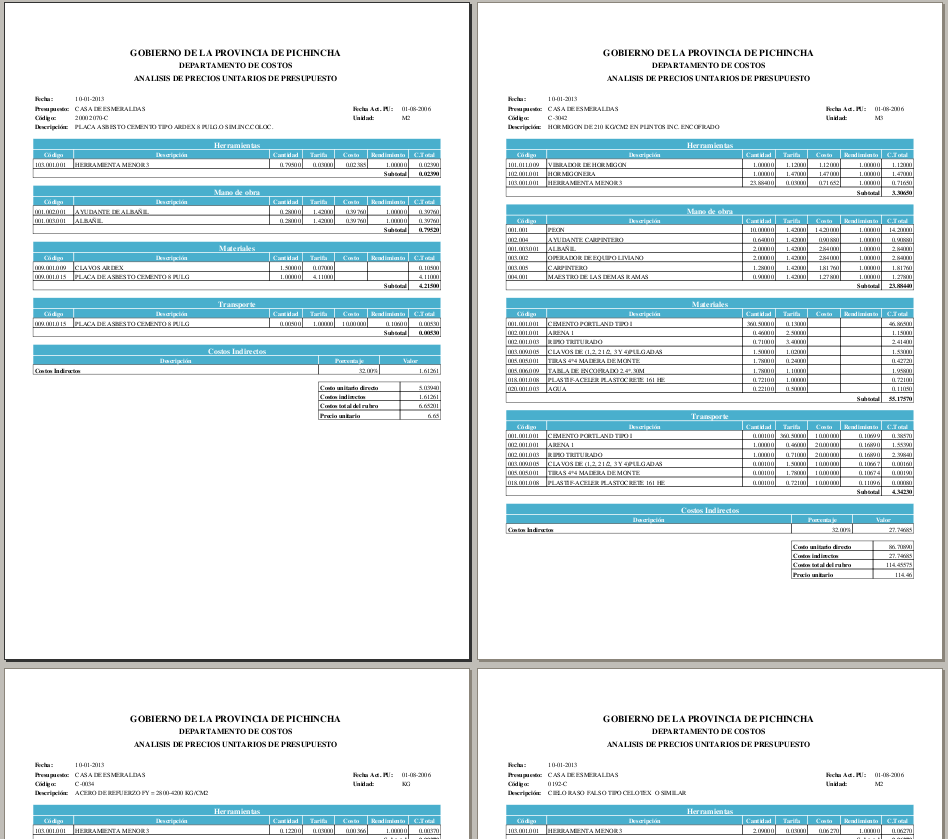 GOBIERNO DE LA PROVINCIA DE PICHINCHA
DEPARTAMENTO DE COSTOS
ANALISIS DE PRECIOS UNITARIOS DE PRESUPUESTO
Fecha: 10-01-2013
Presupuesto: CASA DE ESMERALDAS Fecha Act. PU: 01-08-2006
Código: 20002070-C Unidad: M2
Descripción: PLACA ASBESTO CEMENTO TIPO ARDEX 8 PULG.O SIM.INC.COLOC.
Herramientas
Código Descripción Cantidad Tarifa Costo Rendimiento C.Total
103.001.001 HERRAMIENTA MENOR 3 0.79500 0.03000 0.02385 1.00000 0.02390
Subtotal 0.02390
Mano de obra
Código Descripción Cantidad Tarifa Costo Rendimiento C.Total
001.002.001 AYUDANTE DE ALBAÑIL 0.28000 1.42000 0.39760 1.00000 0.39760
001.003.001 ALBAÑIL 0.28000 1.42000 0.39760 1.00000 0.39760
Subtotal 0.79520
Materiales
Código Descripción Cantidad Tarifa Costo Rendimiento C.Total
009.001.009 CLAVOS ARDEX 1.50000 0.07000 0.10500
009.001.015 PLACA DE ASBESTO CEMENTO 8 PULG 1.00000 4.11000 4.11000
Subtotal 4.21500
Transporte
Código Descripción Cantidad Tarifa Costo Rendimiento C.Total
009.001.015 PLACA DE ASBESTO CEMENTO 8 PULG 0.00500 1.00000 10.00000 0.10600 0.00530
Subtotal 0.00530
Costos Indirectos
Descripción Porcentaje Valor
Costos Indirectos 32.00% 1.61261
Costo unitario directo 5.03940
Costos indirectos 1.61261
Costos total del rubro 6.65201
Precio unitario 6.65
GOBIERNO DE LA PROVINCIA DE PICHINCHA
DEPARTAMENTO DE COSTOS
ANALISIS DE PRECIOS UNITARIOS DE PRESUPUESTO
Fecha: 10-01-2013
Presupuesto: CASA DE ESMERALDAS Fecha Act. PU: 01-08-2006
Código: C-3042 Unidad: M3
Descripción: HORMIGON DE 210 KG/CM2 EN PLINTOS INC. ENCOFRADO
Herramientas
Código Descripción Cantidad Tarifa Costo Rendimiento C.Total
101.011.009 VIBRADOR DE HORMIGON 1.00000 1.12000 1.12000 1.00000 1.12000
102.001.001 HORMIGONERA 1.00000 1.47000 1.47000 1.00000 1.47000
103.001.001 HERRAMIENTA MENOR 3 23.88400 0.03000 0.71652 1.00000 0.71650
Subtotal 3.30650
Mano de obra
Código Descripción Cantidad Tarifa Costo Rendimiento C.Total
001.001 PEON 10.00000 1.42000 14.20000 1.00000 14.20000
002.004 AYUDANTE CARPINTERO 0.64000 1.42000 0.90880 1.00000 0.90880
001.003.001 ALBAÑIL 2.00000 1.42000 2.84000 1.00000 2.84000
003.002 OPERADOR DE EQUIPO LIVIANO 2.00000 1.42000 2.84000 1.00000 2.84000
003.005 CARPINTERO 1.28000 1.42000 1.81760 1.00000 1.81760
004.001 MAESTRO DE LAS DEMAS RAMAS 0.90000 1.42000 1.27800 1.00000 1.27800
Subtotal 23.88440
Materiales
Código Descripción Cantidad Tarifa Costo Rendimiento C.Total
001.001.001 CEMENTO PORTLAND TIPO I 360.50000 0.13000 46.86500
002.001.001 ARENA 1 0.46000 2.50000 1.15000
002.001.003 RIPIO TRITURADO 0.71000 3.40000 2.41400
003.009.005 CLAVOS DE (1,2, 2 1/2, 3 Y 4)PULGADAS 1.50000 1.02000 1.53000
005.005.001 TIRAS 4*4 MADERA DE MONTE 1.78000 0.24000 0.42720
005.006.009 TABLA DE ENCOFRADO 2,4*.30M 1.78000 1.10000 1.95800
018.001.008 PLASTIF-ACELER PLASTOCRETE 161 HE 0.72100 1.00000 0.72100
020.001.003 AGUA 0.22100 0.50000 0.11050
Subtotal 55.17570
Transporte
Código Descripción Cantidad Tarifa Costo Rendimiento C.Total
001.001.001 CEMENTO PORTLAND TIPO I 0.00100 360.50000 10.00000 0.10699 0.38570
002.001.001 ARENA 1 1.00000 0.46000 20.00000 0.16890 1.55390
002.001.003 RIPIO TRITURADO 1.00000 0.71000 20.00000 0.16890 2.39840
003.009.005 CLAVOS DE (1,2, 2 1/2, 3 Y 4)PULGADAS 0.00100 1.50000 10.00000 0.10667 0.00160
005.005.001 TIRAS 4*4 MADERA DE MONTE 0.00100 1.78000 10.00000 0.10674 0.00190
018.001.008 PLASTIF-ACELER PLASTOCRETE 161 HE 0.00100 0.72100 10.00000 0.11096 0.00080
Subtotal 4.34230
Costos Indirectos
Descripción Porcentaje Valor
Costos Indirectos 32.00% 27.74685
Costo unitario directo 86.70890
Costos indirectos 27.74685
Costos total del rubro 114.45575
Precio unitario 114.46
GOBIERNO DE LA PROVINCIA DE PICHINCHA
DEPARTAMENTO DE COSTOS
ANALISIS DE PRECIOS UNITARIOS DE PRESUPUESTO
Fecha: 10-01-2013
Presupuesto: CASA DE ESMERALDAS Fecha Act. PU: 01-08-2006
Código: C-0034 Unidad: KG
Descripción: ACERO DE REFUERZO FY = 2800-4200 KG/CM2
Herramientas
Código Descripción Cantidad Tarifa Costo Rendimiento C.Total
103.001.001 HERRAMIENTA MENOR 3 0.12200 0.03000 0.00366 1.00000 0.00370
GOBIERNO DE LA PROVINCIA DE PICHINCHA
DEPARTAMENTO DE COSTOS
ANALISIS DE PRECIOS UNITARIOS DE PRESUPUESTO
Fecha: 10-01-2013
Presupuesto: CASA DE ESMERALDAS Fecha Act. PU: 01-08-2006
Código: 0192-C Unidad: M2
Descripción: CIELO RASO FALSO TIPO CELOTEX O SIMILAR
Herramientas
Código Descripción Cantidad Tarifa Costo Rendimiento C.Total
103.001.001 HERRAMIENTA MENOR 3 2.09000 0.03000 0.06270 1.00000 0.06270